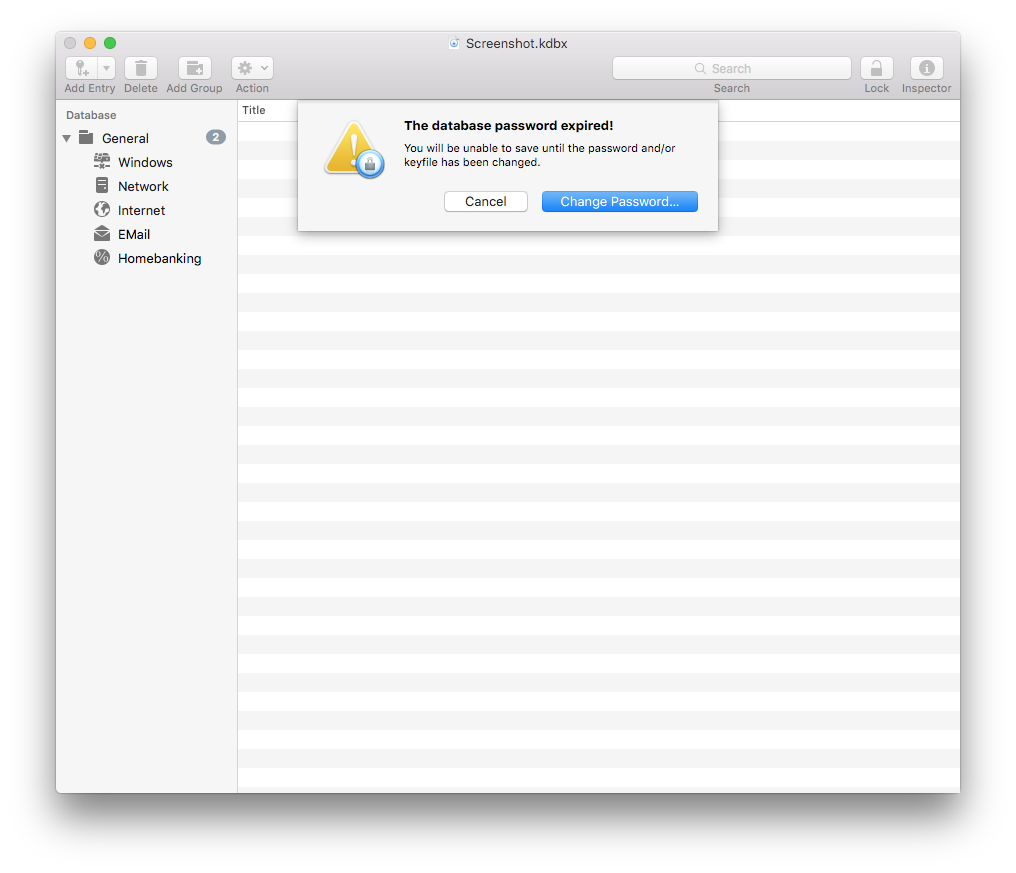 Screenshot.kdbx
Search
Add Entry Delete Add Group Action Search Lock Inspector
Database
General 2
Windows
Network
Internet
EMail
Homebanking
Title
The database password expired!
You will be unable to save until the password and/or
keyfile has been changed.
Cancel Change Password...